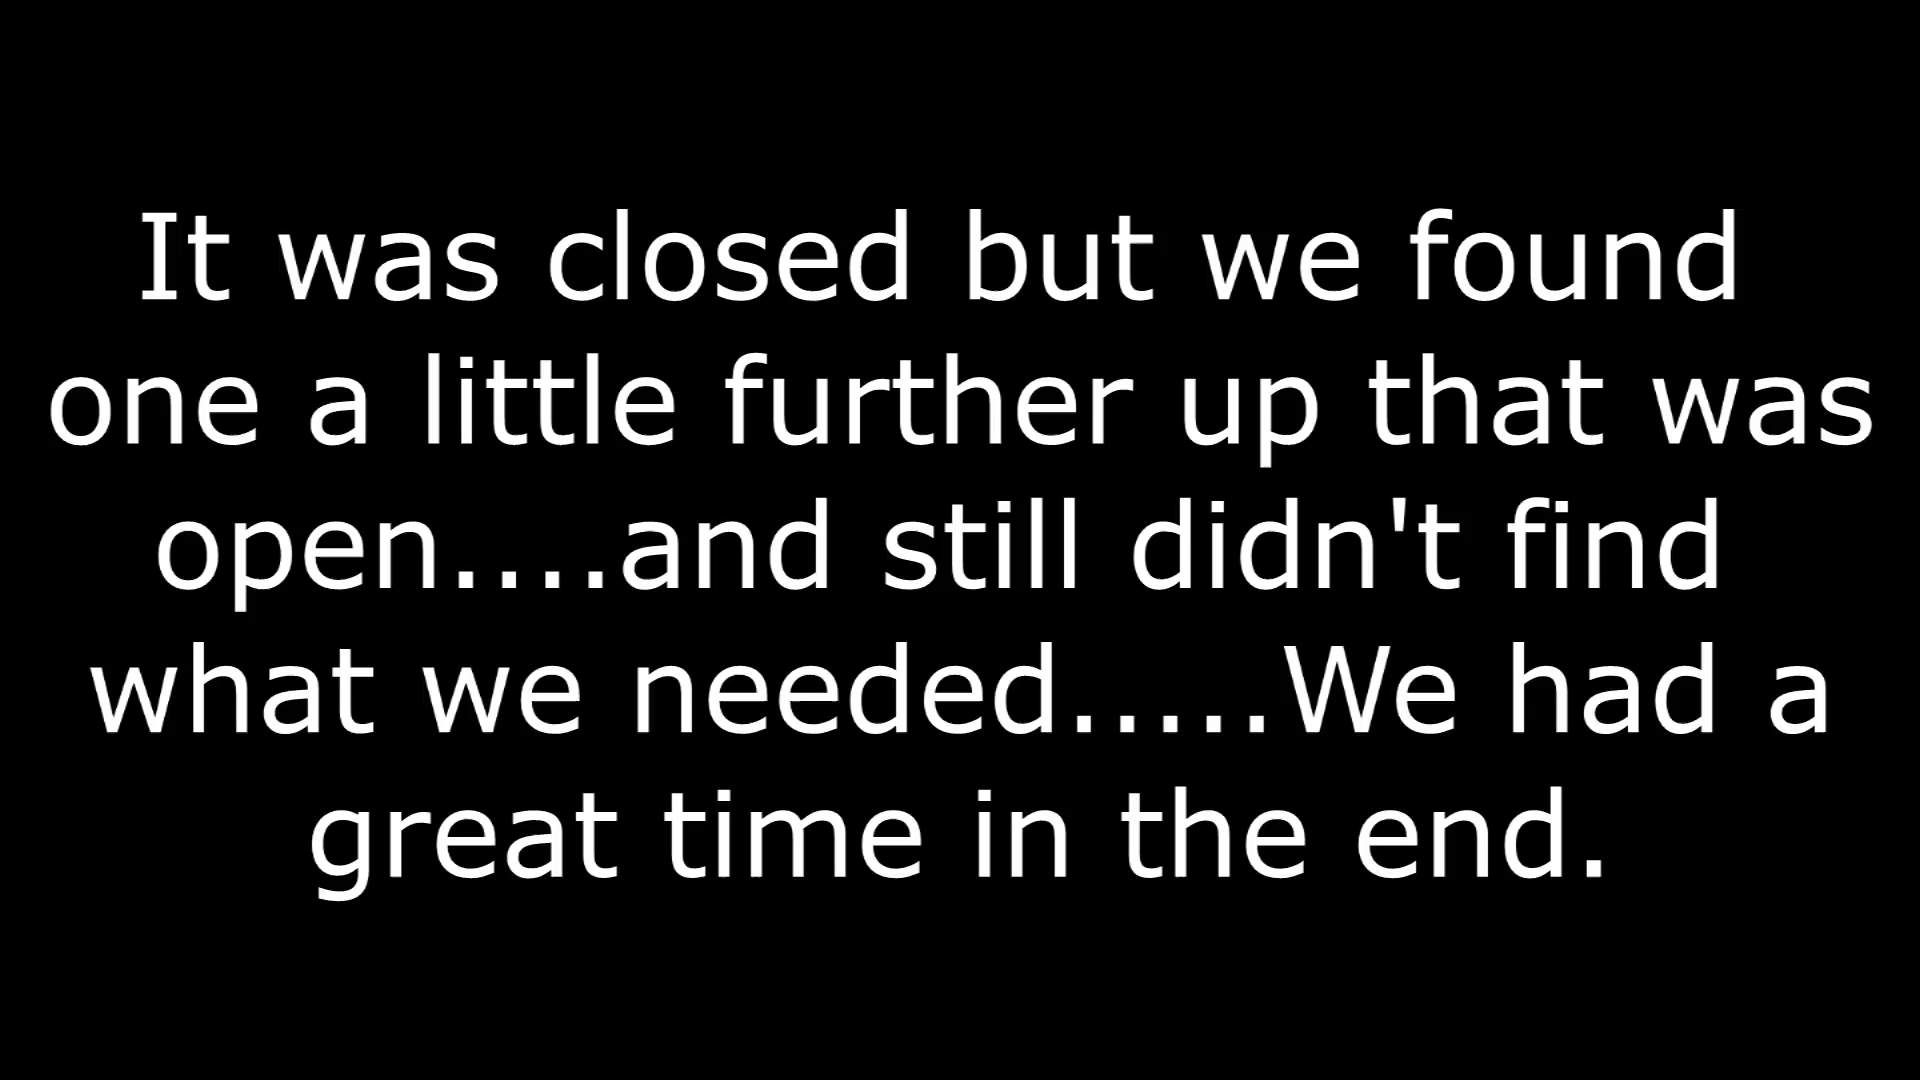 It was closed but we found
one a little further up that was
open....and still didn't find
what we needed.....We had a
great time in the end.